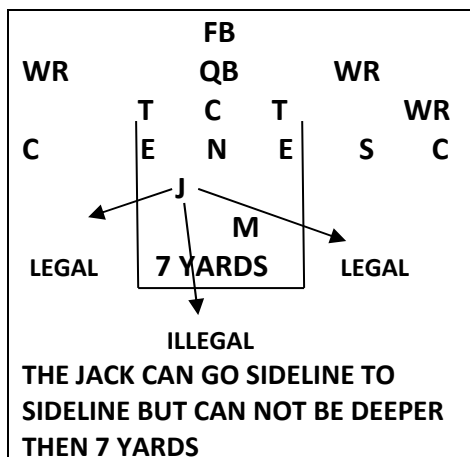 FB
WR QB WR
T C T WR
C E N E S C
J
M
LEGAL 7 YARDS LEGAL
ILLEGAL
THE JACK CAN GO SIDELINE TO
SIDELINE BUT CAN NOT BE DEEPER
THEN 7 YARDS